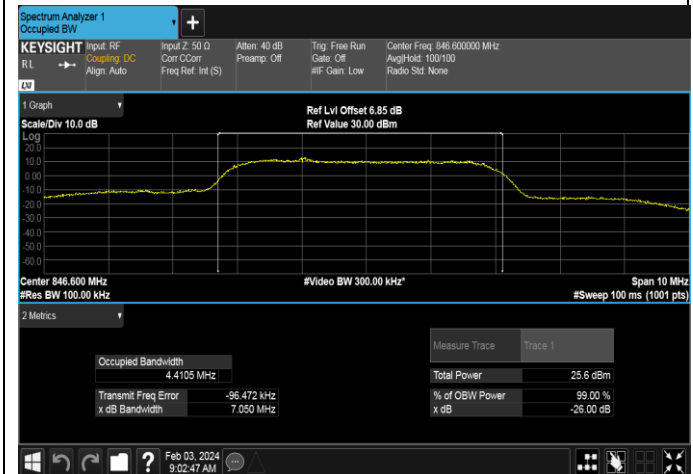 Spectrum Analyzer 1
Occupied BW
+
KEYSIGHT
RL
LXI
Input: RF
Coupling: DC
Align: Auto
Input Z: 50 Ω
Corr CCorr
Freq Ref: Int (S)
Atten: 40 dB
Preamp: Off
Trig: Free Run
Gate: Off
#IF Gain: Low
Center Freq: 846.600000 MHz
Avg|Hold: 100/100
Radio Std: None
1 Graph
Scale/Div 10.0 dB
Ref Lvl Offset 6.85 dB
Ref Value 30.00 dBm
Log
20.0
10.0
0.00
-10.0
-20.0
-30.0
-40.0
-50.0
-60.0
Center 846.600 MHz
#Video BW 300.00 kHz*
Span 10 MHz
#Res BW 100.00 kHz
#Sweep 100 ms (1001 pts)
2 Metrics
Measure Trace Trace 1
Occupied Bandwidth
4.4105 MHz
Total Power 25.6 dBm
Transmit Freq Error -96.472 kHz
% of OBW Power 99.00 %
x dB Bandwidth 7.050 MHz
x dB -26.00 dB
?
Feb 03, 2024
9:02:47 AM